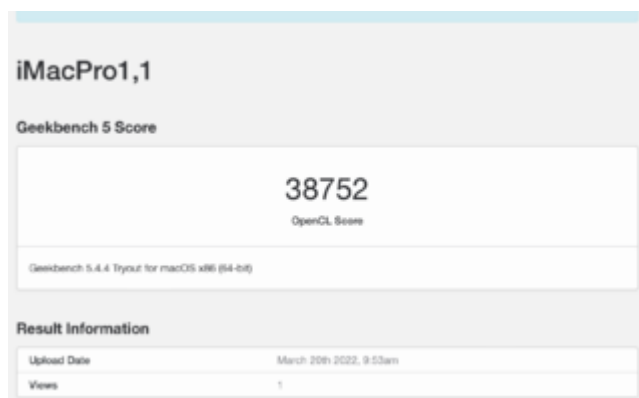 iMacPro1,1
Geekbench 5 Score
38752
OpenCL Score
Geekbench 5.4.4 Tryout for macOS x86 (64-bit)
Result Information
Upload Date March 20th 2022, 9:53am
Views 1